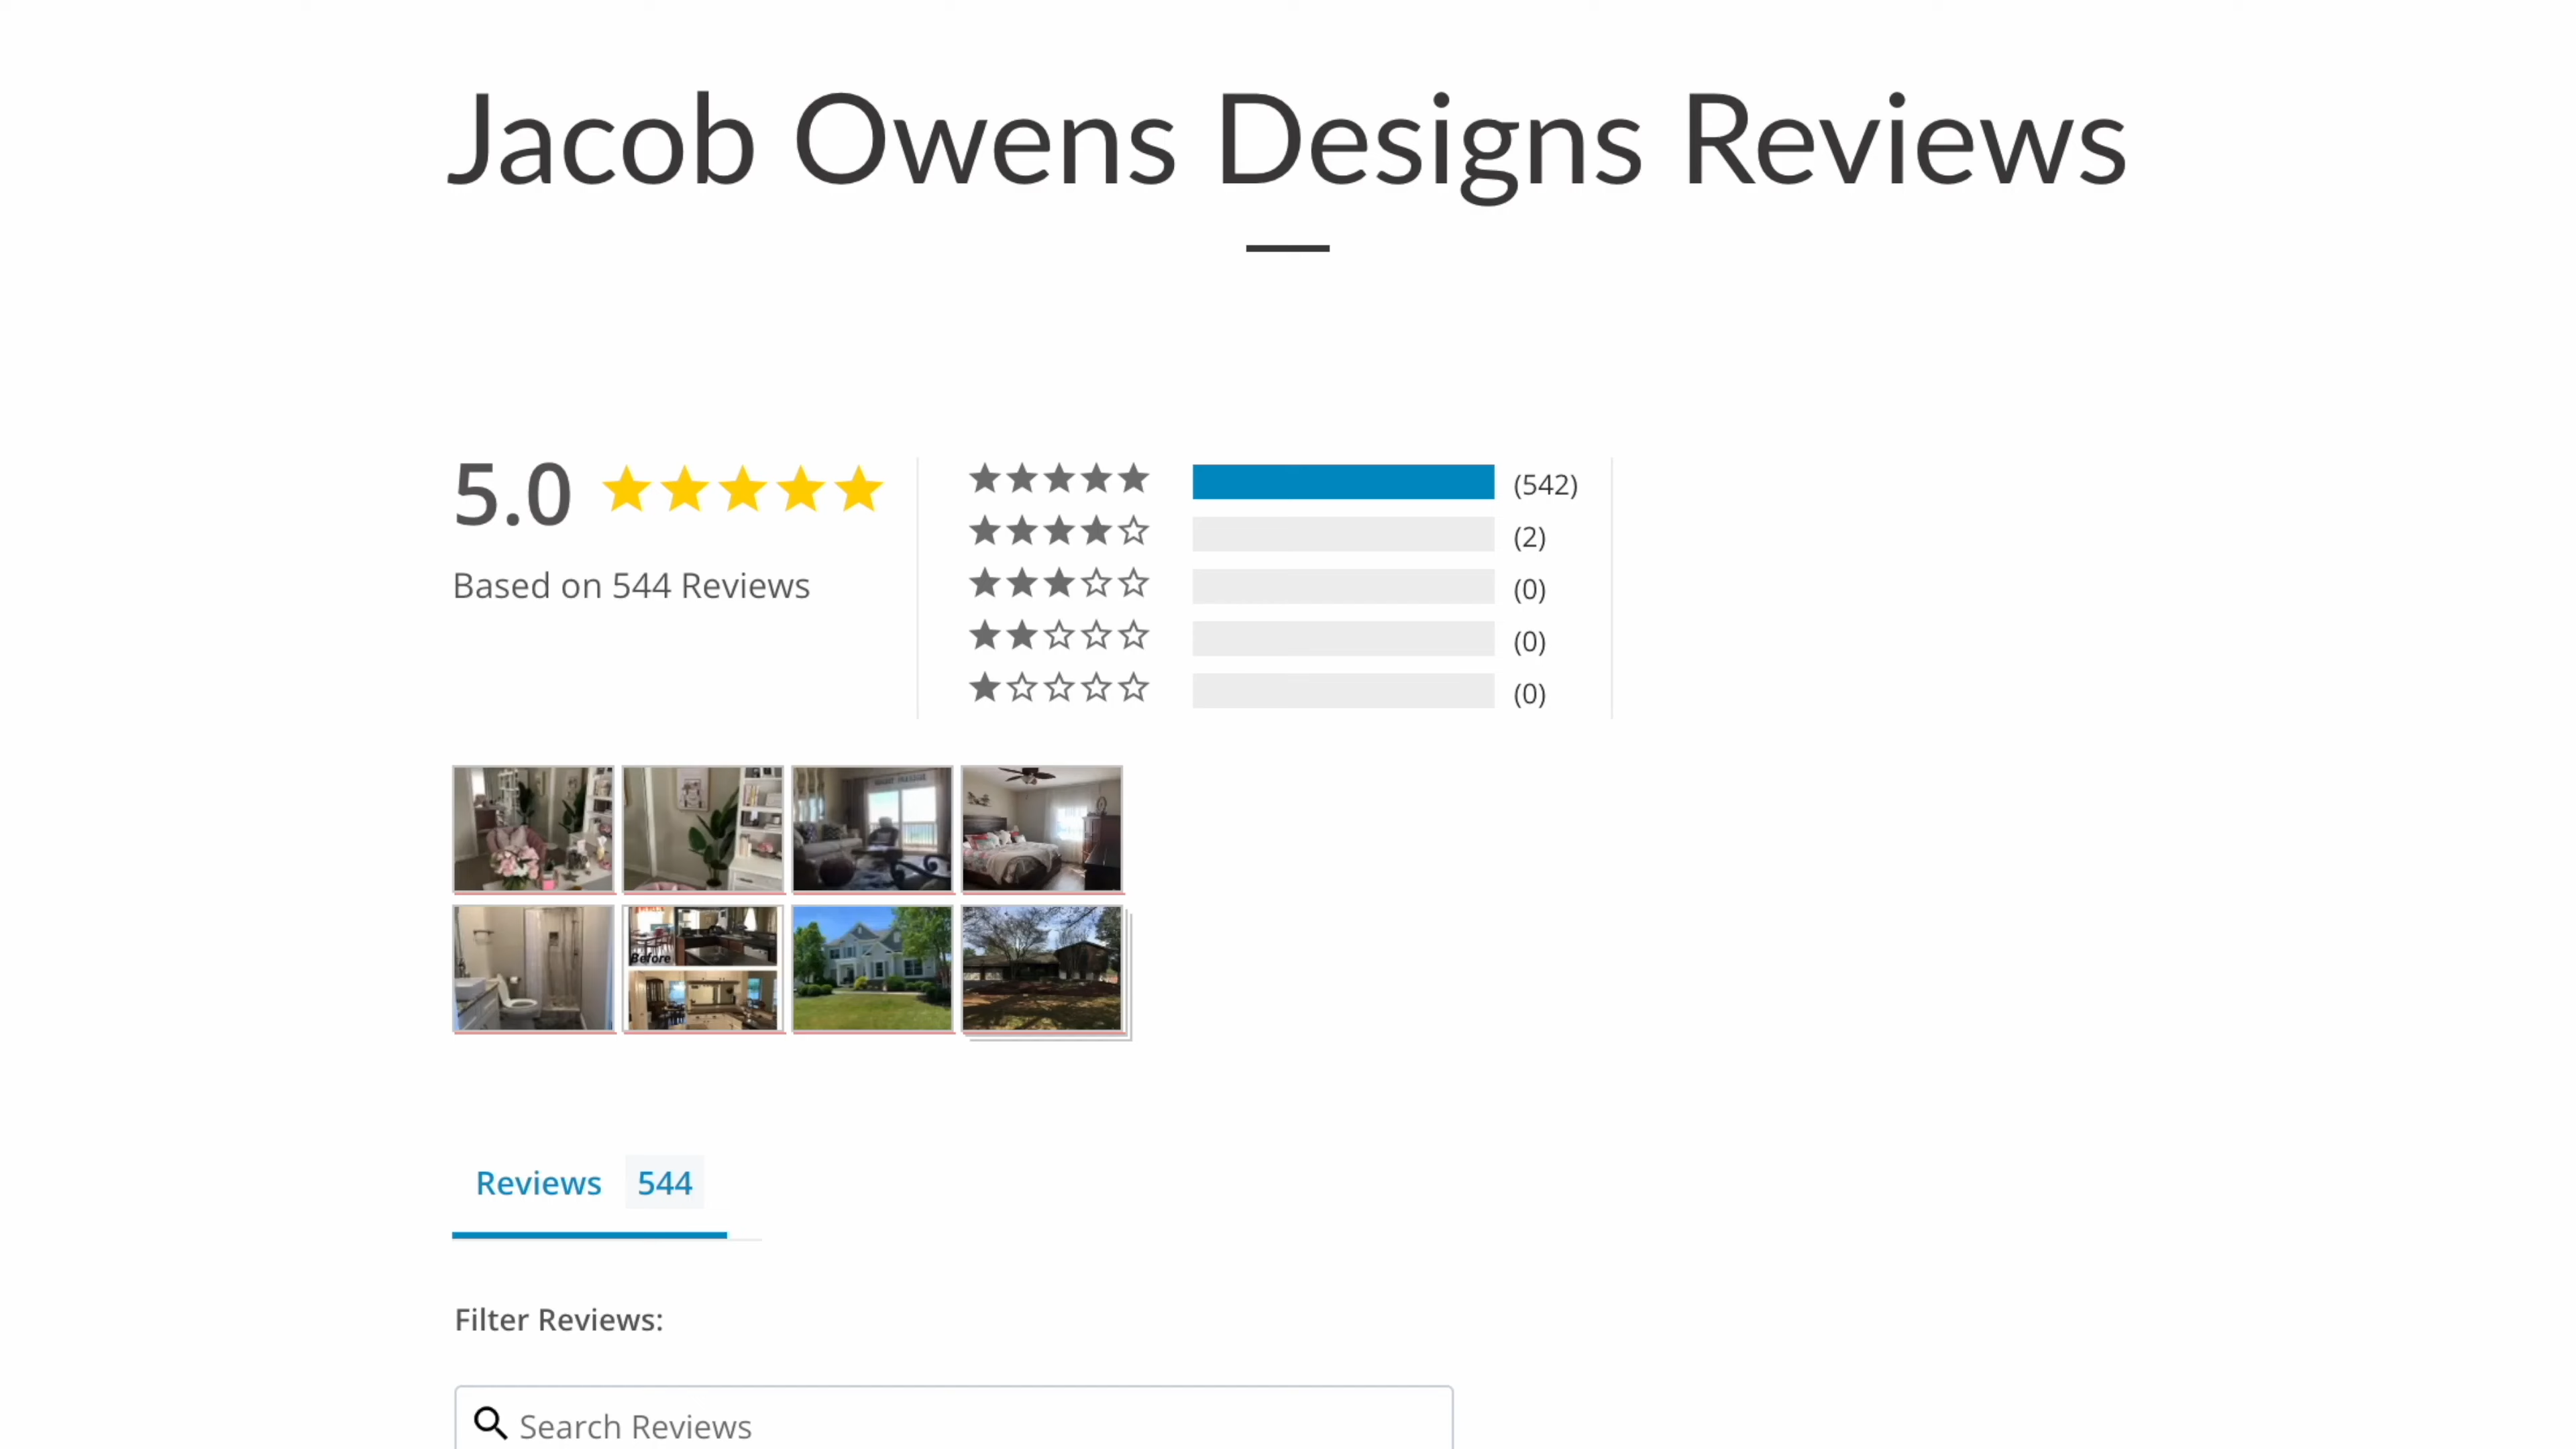 Jacob Owens Designs Reviews
5.0
Based on 544 Reviews
(542)
(2)
(0)
(0)
(0)
Before
Reviews 544
Filter Reviews:
Search Reviews